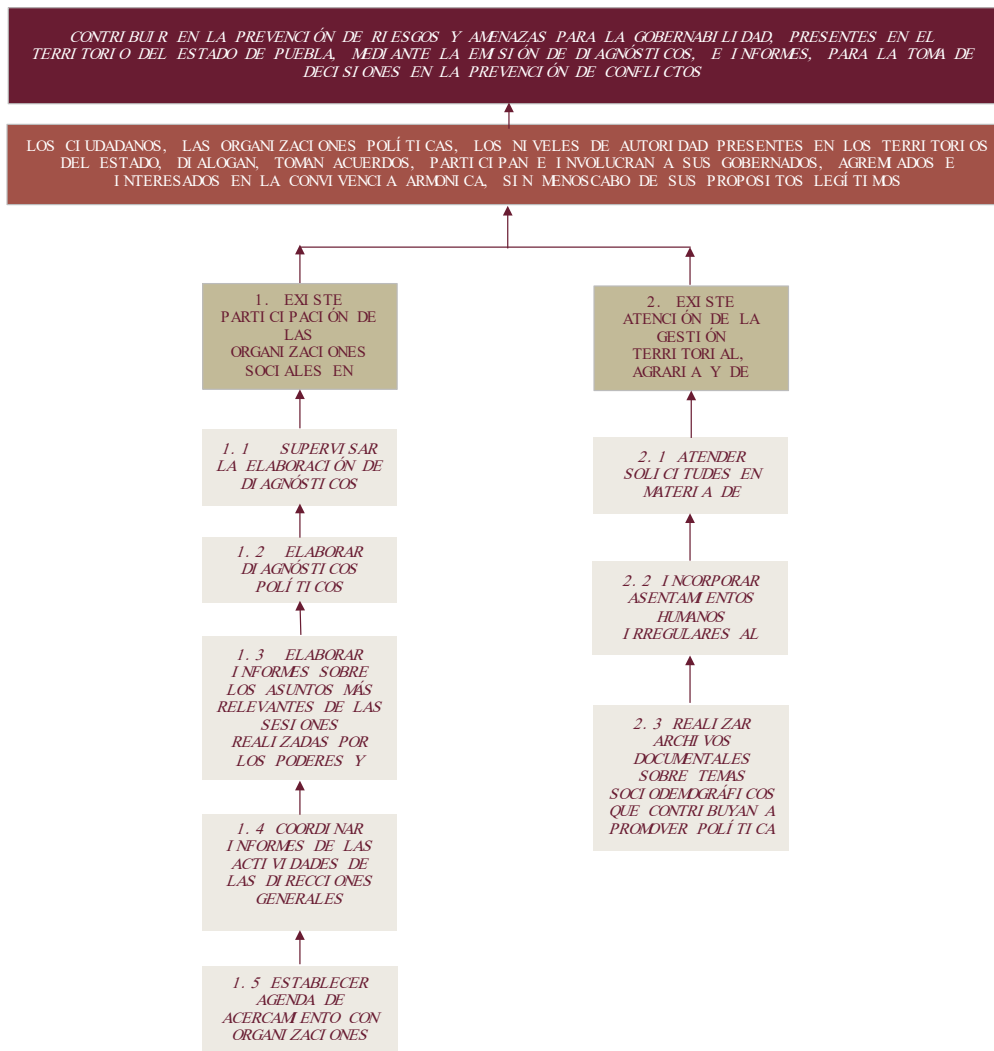 CONTRIBUIR EN LA PREVENCIÓN DE RIESGOS Y AMENAZAS PARA LA GOBERNABILIDAD, PRESENTES EN EL
TERRITORIO DEL ESTADO DE PUEBLA, MEDIANTE LA EMISIÓN DE DIAGNÓSTICOS, E INFORMES, PARA LA TOMA DE
DECISIONES EN LA PREVENCIÓN DE CONFLICTOS
LOS CIUDADANOS, LAS ORGANIZACIONES POLÍTICAS, LOS NIVELES DE AUTORIDAD PRESENTES EN LOS TERRITORIOS
DEL ESTADO, DIALOGAN, TOMAN ACUERDOS, PARTICIPAN E INVOLUCRAN A SUS GOBERNADOS, AGREMIADOS E
INTERESADOS EN LA CONVIVENCIA ARMONICA, SIN MENOSCABO DE SUS PROPOSITOS LEGÍTIMOS
1. EXISTE
PARTICIPACIÓN DE
LAS
ORGANIZACIONES
SOCIALES EN
1.1 SUPERVISAR
LA ELABORACIÓN DE
DIAGNÓSTICOS
1.2 ELABORAR
DIAGNÓSTICOS
POLÍTICOS
1.3 ELABORAR
INFORMES SOBRE
LOS ASUNTOS MÁS
RELEVANTES DE LAS
SESIONES
REALIZADAS POR
LOS PODERES Y
1.4 COORDINAR
INFORMES DE LAS
ACTIVIDADES DE
LAS DIRECCIONES
GENERALES
1.5 ESTABLECER
AGENDA DE
ACERCAMIENTO CON
ORGANIZACIONES
2. EXISTE
ATENCIÓN DE LA
GESTIÓN
TERRITORIAL,
AGRARIA Y DE
2.1 ATENDER
SOLICITUDES EN
MATERIA DE
2.2 INCORPORAR
ASENTAMIENTOS
HUMANOS
IRREGULARES AL
2.3 REALIZAR
ARCHIVOS
DOCUMENTALES
SOBRE TEMAS
SOCIODEMOGRÁFICOS
QUE CONTRIBUYAN A
PROMOVER POLÍTICA